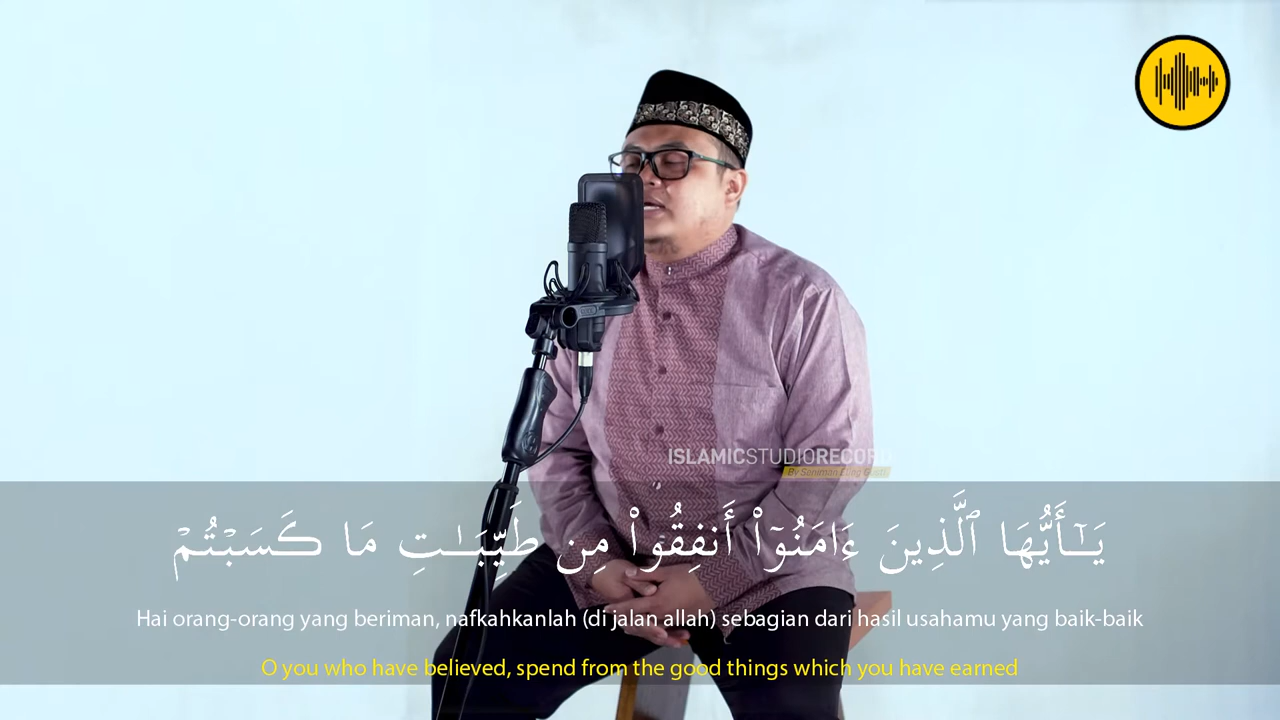 ISLAMICSTUDIORECORD
يَـٰٓأَيُّهَا ٱلَّذِينَ ءَامَنُوٓا۟ أَنفِقُوا۟ مِن طَيِّبَـٰتِ مَا كَسَبْتُمْ
Hai orang-orang yang beriman, nafkahkanlah (di jalan allah) sebagian dari hasil usahamu yang baik-baik
O you who have believed, spend from the good things which you have earned